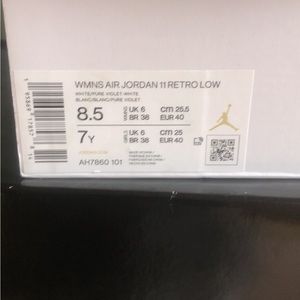 WMNS AIR JORDAN 11 RETRO LOW
WHITE/PURE VIOLET-WHITE
BLANC/BLANC/PURE VIOLET
8.5 WMNS UK 6 cm 25.5
BR 38 EUR 40
7Y UK 6 cm 25
BR 38 EUR 40
AH7860 101